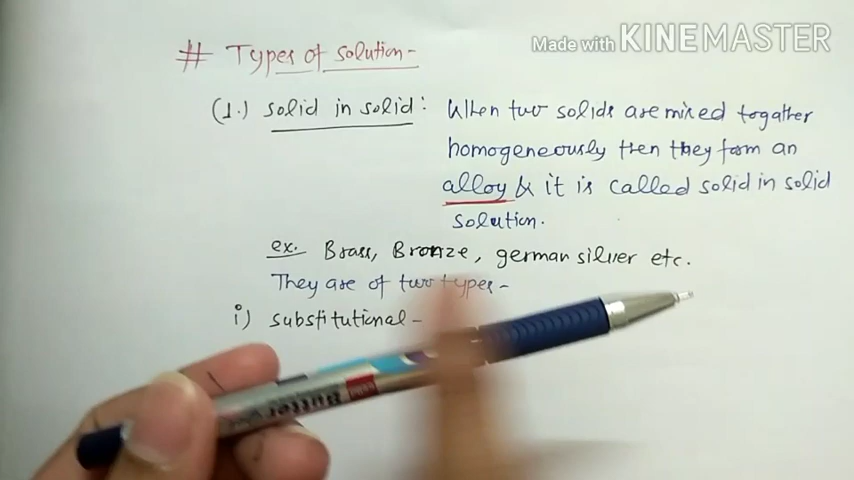 Made with KINEMASTER
# Types of solution-
(1.) solid in solid: When two solids are mixed togather
homogeneously then they form an
alloy & it is called solid in solid
solution.
ex. Brass, Bronze, german silver etc.
They are of two types-
i) substitutional-
Butterflow